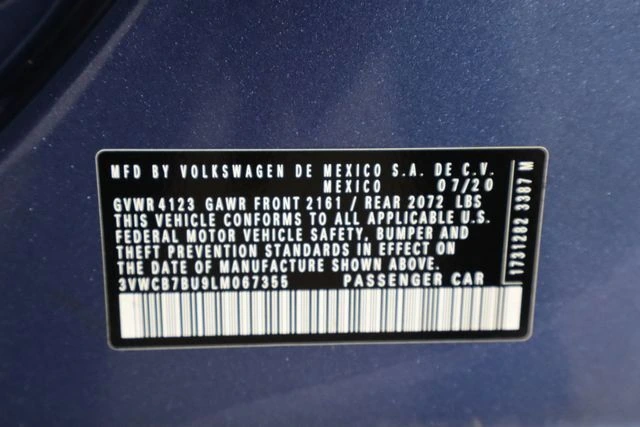 MFD BY VOLKSWAGEN DE MEXICO S.A. DE C.V.
MEXICO 07/20
GVWR 4123 GAWR FRONT 2161 / REAR 2072 LBS
THIS VEHICLE CONFORMS TO ALL APPLICABLE U.S.
FEDERAL MOTOR VEHICLE SAFETY, BUMPER AND
THEFT PREVENTION STANDARDS IN EFFECT ON
THE DATE OF MANUFACTURE SHOWN ABOVE.
3VWCB7BU9LM067355 PASSENGER CAR
1731282 3387 M